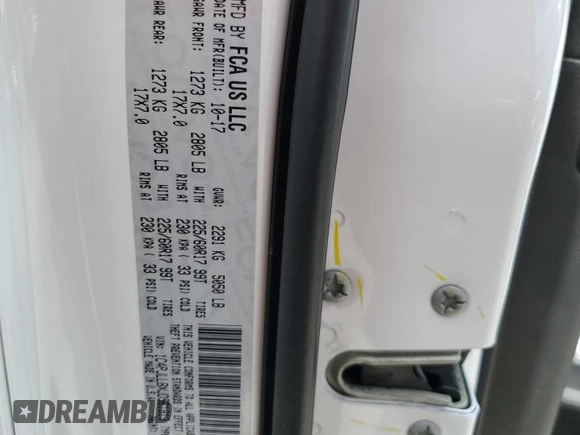 MFD BY FCA US LLC
DATE OF MFR(BUILT): 10-17
GVWR: 2291 KG 5050 LB
GAWR FRONT: 1273 KG 2805 LB WITH 225/60R17 99T TIRES
17X7.0 RIMS AT 230 KPA ( 33 PSI) COLD
GAWR REAR: 1273 KG 2805 LB WITH 225/60R17 99T TIRES
17X7.0 RIMS AT 230 KPA ( 33 PSI) COLD
THIS VEHICLE CONFORMS TO ALL
THEFT PREVENTION STANDARDS IN EFFECT
VIN:
VEHICLE MADE IN
DREAMBID